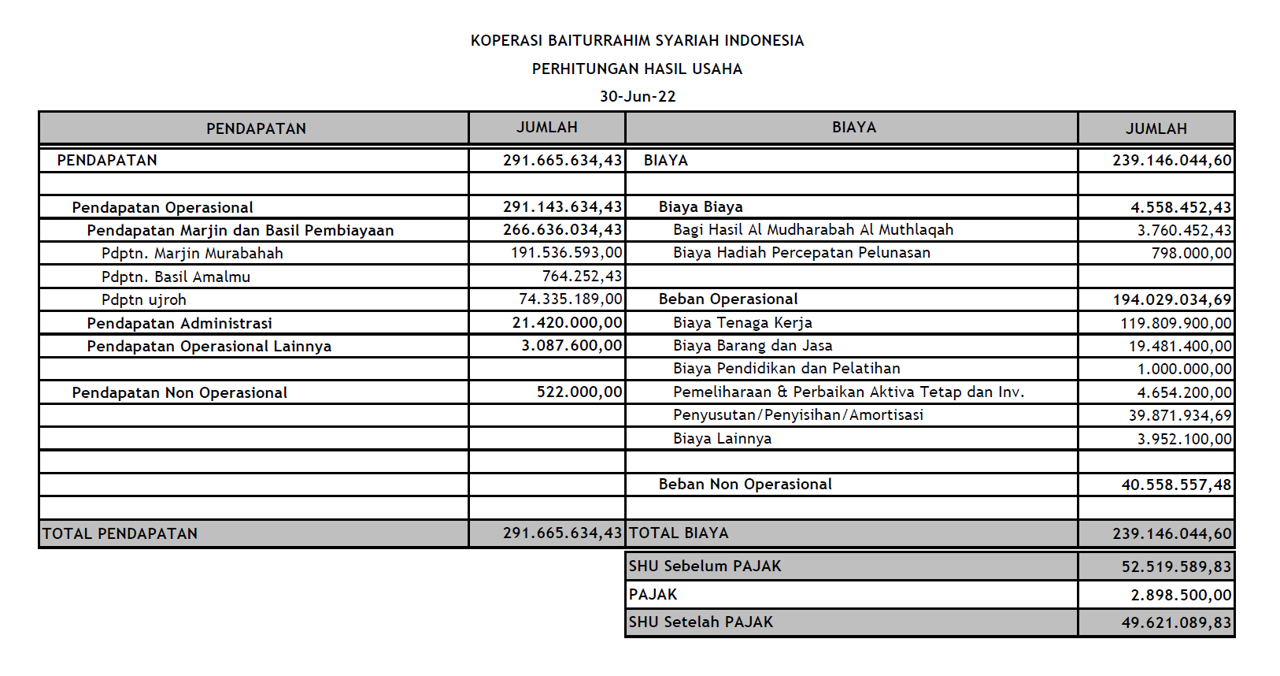 KOPERASI BAITURRAHIM SYARIAH INDONESIA
PERHITUNGAN HASIL USAHA
30-Jun-22
PENDAPATAN JUMLAH BIAYA JUMLAH
PENDAPATAN 291.665.634,43 BIAYA 239.146.044,60
Pendapatan Operasional 291.143.634,43 Biaya Biaya 4.558.452,43
Pendapatan Marjin dan Basil Pembiayaan 266.636.034,43 Bagi Hasil Al Mudharabah Al Muthlaqah 3.760.452,43
Pdptn. Marjin Murabahah 191.536.593,00 Biaya Hadiah Percepatan Pelunasan 798.000,00
Pdptn. Basil Amalmu 764.252,43
Pdptn ujroh 74.335.189,00 Beban Operasional 194.029.034,69
Pendapatan Administrasi 21.420.000,00 Biaya Tenaga Kerja 119.809.900,00
Pendapatan Operasional Lainnya 3.087.600,00 Biaya Barang dan Jasa 19.481.400,00
Biaya Pendidikan dan Pelatihan 1.000.000,00
Pendapatan Non Operasional 522.000,00 Pemeliharaan & Perbaikan Aktiva Tetap dan Inv. 4.654.200,00
Penyusutan/Penyisihan/Amortisasi 39.871.934,69
Biaya Lainnya 3.952.100,00
Beban Non Operasional 40.558.557,48
TOTAL PENDAPATAN 291.665.634,43 TOTAL BIAYA 239.146.044,60
SHU Sebelum PAJAK 52.519.589,83
PAJAK 2.898.500,00
SHU Setelah PAJAK 49.621.089,83